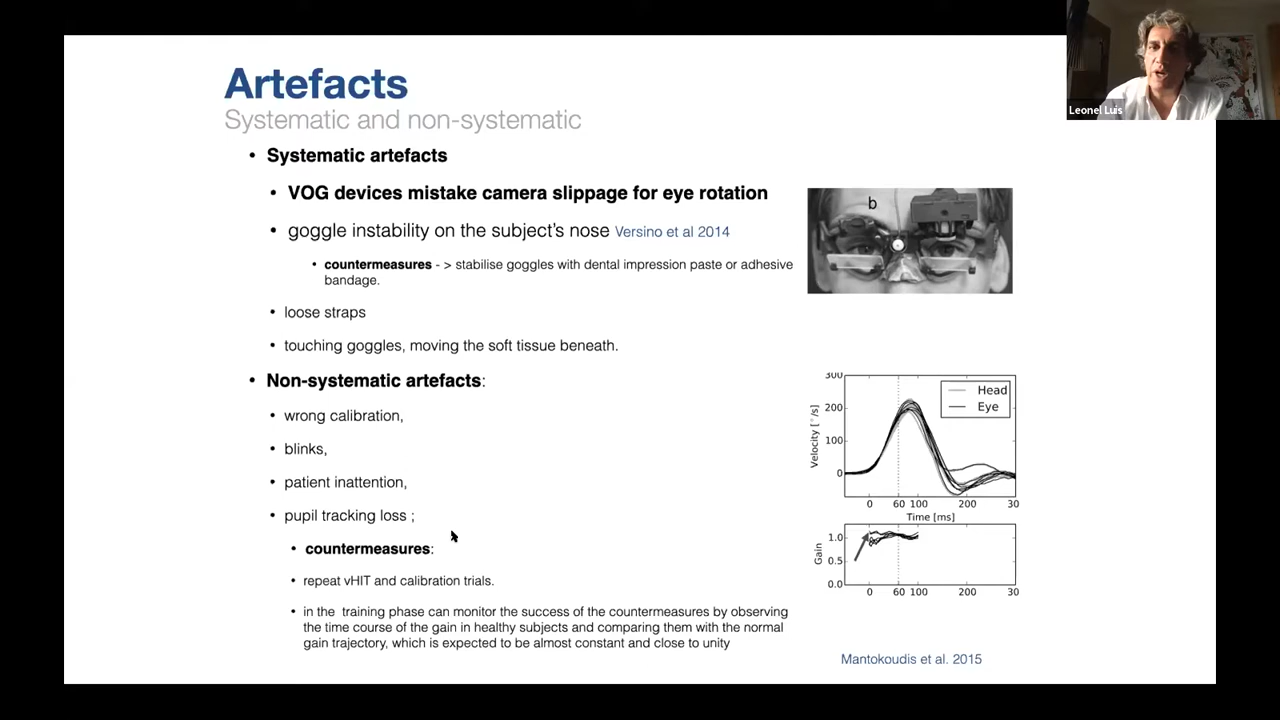 Artefacts
Systematic and non-systematic
• Systematic artefacts
• VOG devices mistake camera slippage for eye rotation
• goggle instability on the subject's nose Versino et al 2014
• countermeasures - > stabilise goggles with dental impression paste or adhesive
bandage.
• loose straps
• touching goggles, moving the soft tissue beneath.
• Non-systematic artefacts:
• wrong calibration,
• blinks,
• patient inattention,
• pupil tracking loss ;
• countermeasures:
• repeat vHIT and calibration trials.
• in the training phase can monitor the success of the countermeasures by observing
the time course of the gain in healthy subjects and comparing them with the normal
gain trajectory, which is expected to be almost constant and close to unity
Leonel Luis
b
300
200
100
0
Velocity [°/s]
Head
Eye
0 60 100 200 30
Time [ms]
1.0
0.5
0.0
Gain
0 60 100 200 30
Mantokoudis et al. 2015